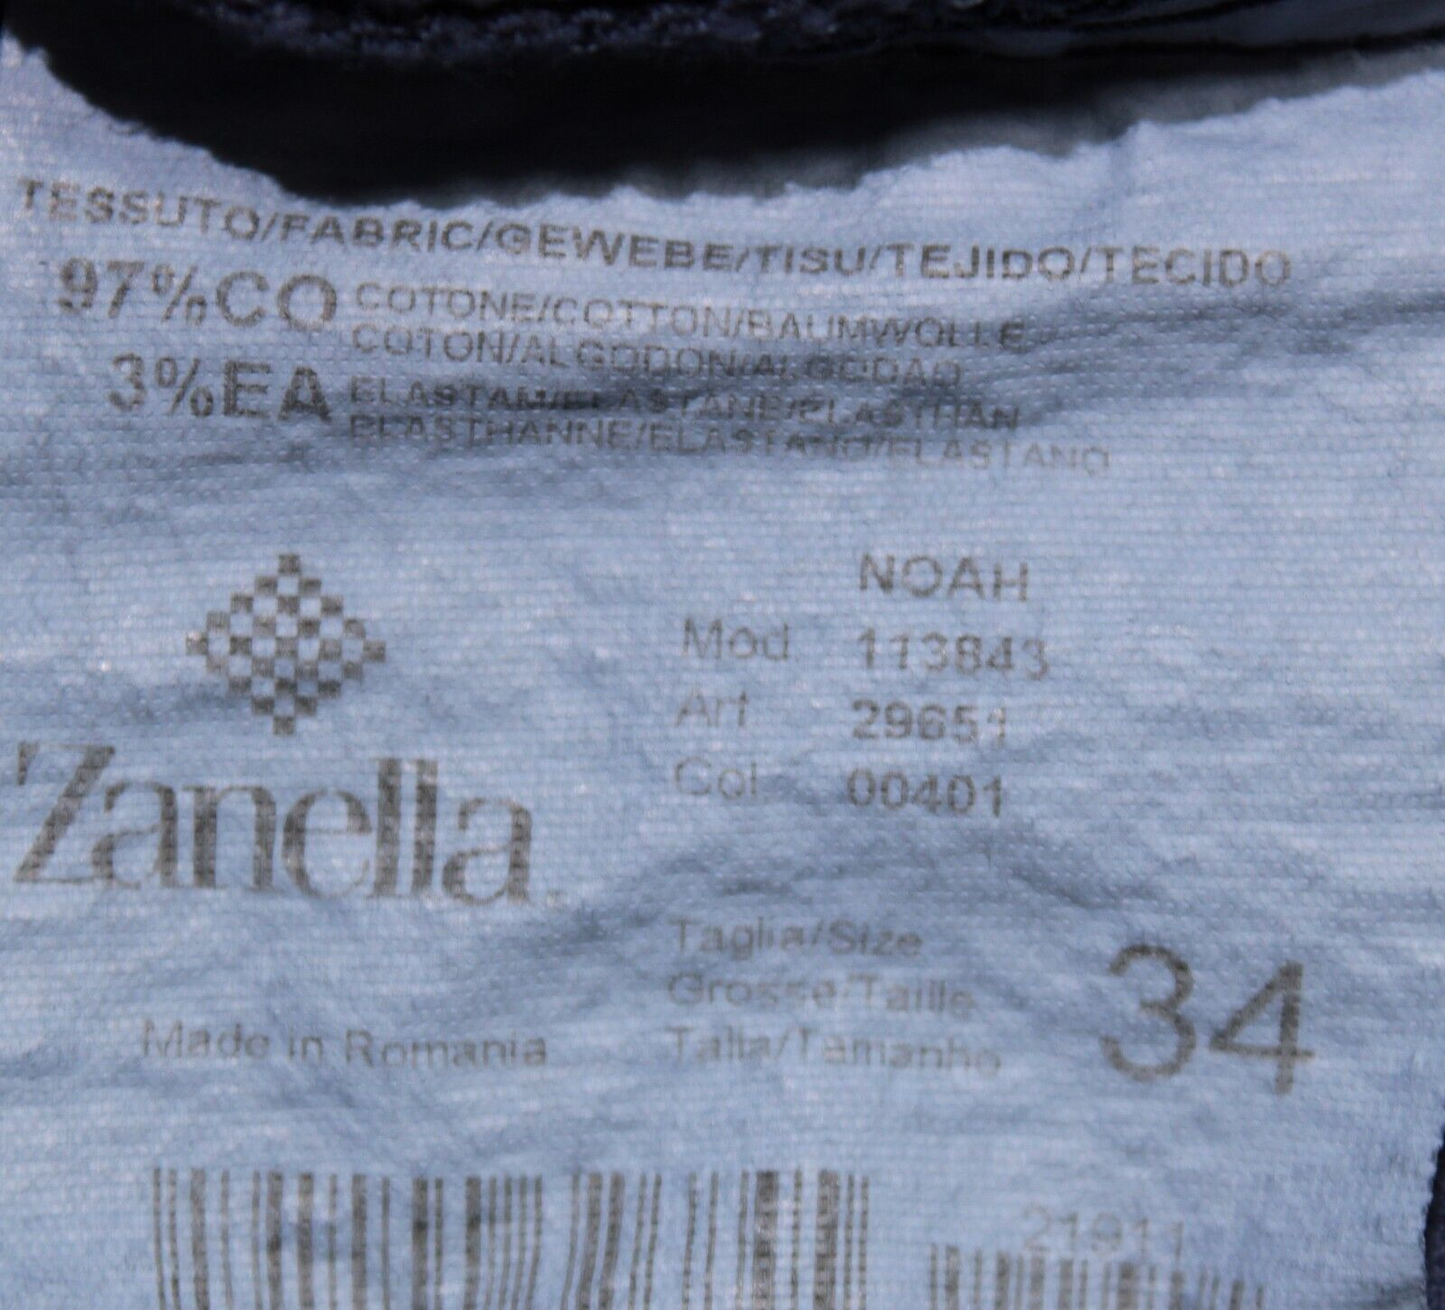 TESSUTO/FABRIC/GEWEBE/TISU/TEJIDO/TECIDO
97%CO COTONE/COTTON/BAUMWOLLE
COTON/ALGODON/ALGODAO
3%EA ELASTAM/ELASTANE/ELASTHAN
ELASTHANNE/ELASTANO/ELASTANO
NOAH
Mod 113843
Art 29651
Col 00401
Zanella
Taglia/Size
Grosse/Taille
Talla/Tamanho
34
Made in Romania
21911